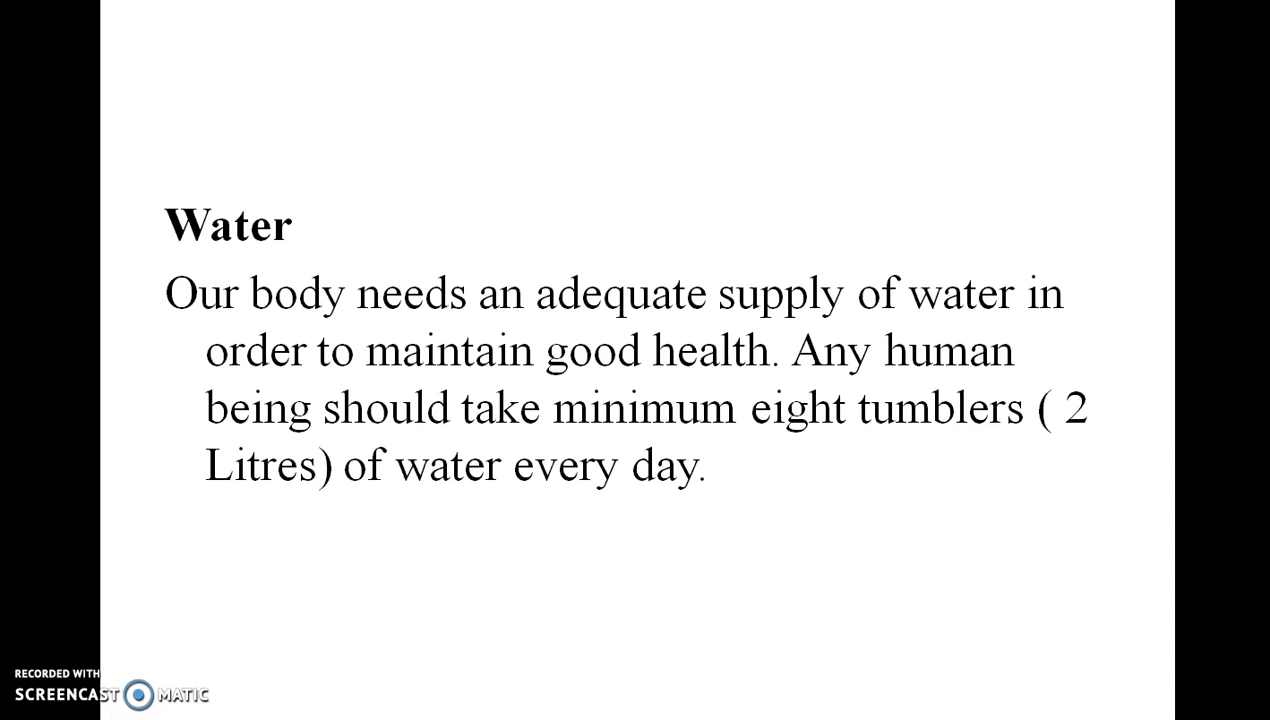 Water
Our body needs an adequate supply of water in
order to maintain good health. Any human
being should take minimum eight tumblers ( 2
Litres) of water every day.
RECORDED WITH
SCREENCAST MATIC